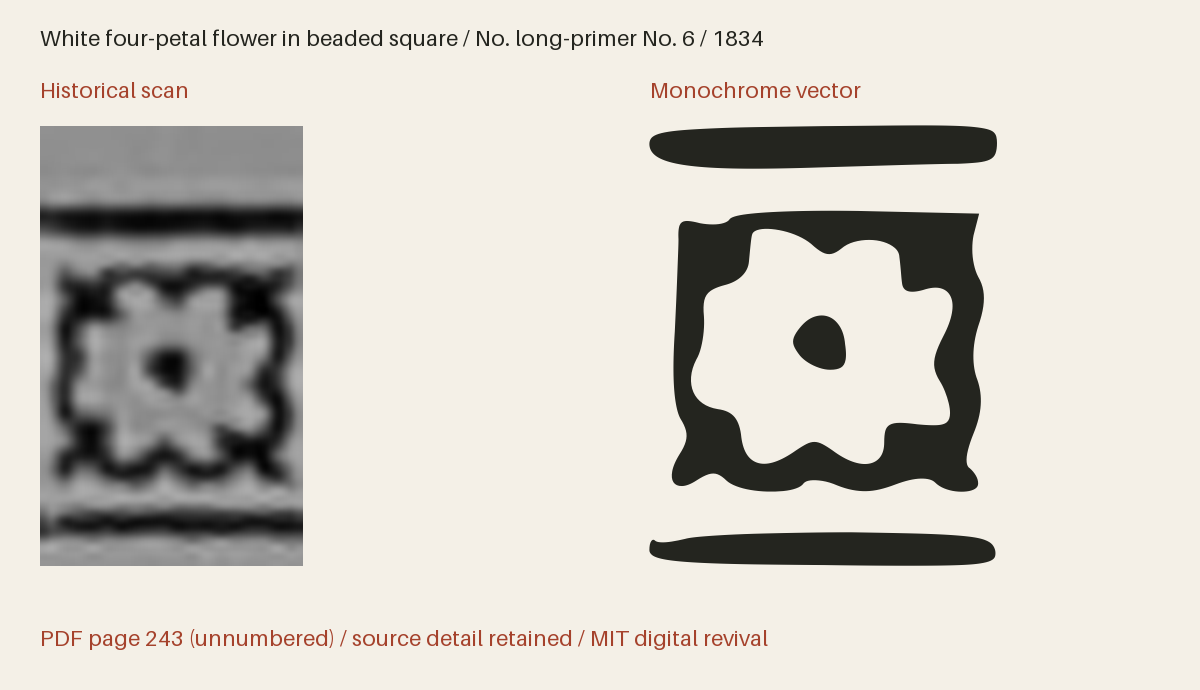 White four-petal flower in beaded square / No. long-primer No. 6 / 1834
Historical scan
Monochrome vector
PDF page 243 (unnumbered) / source detail retained / MIT digital revival